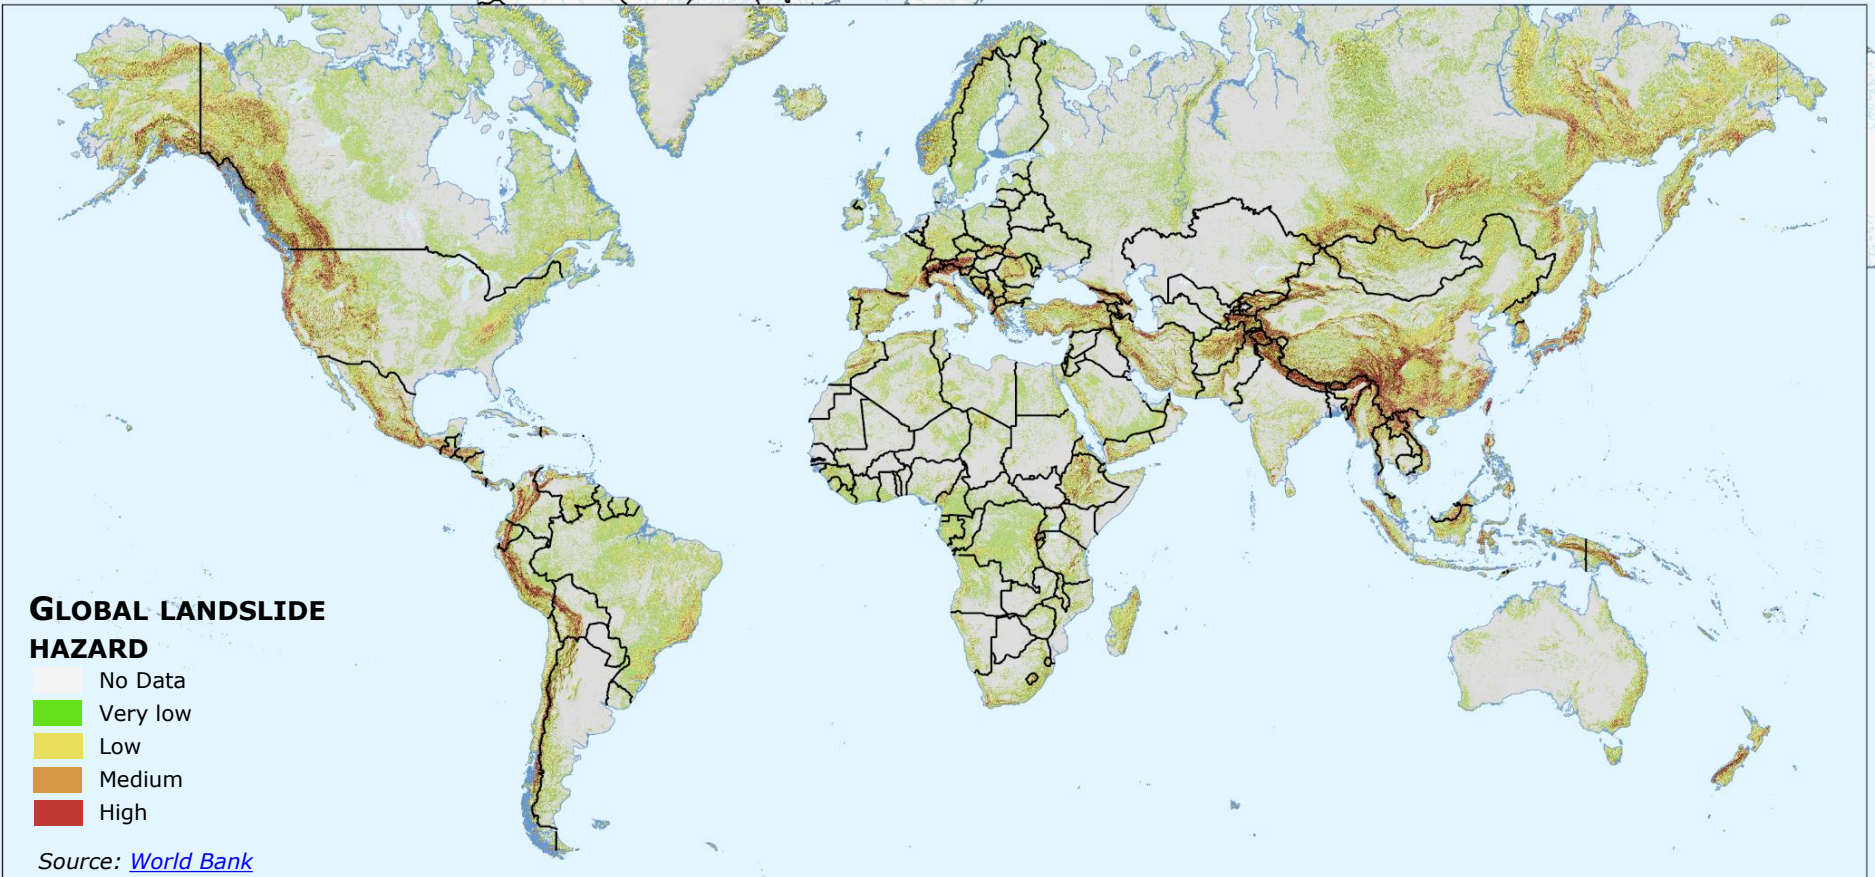 GLOBAL LANDSLIDE
HAZARD
No Data
Very low
Low
Medium
High
Source: World Bank